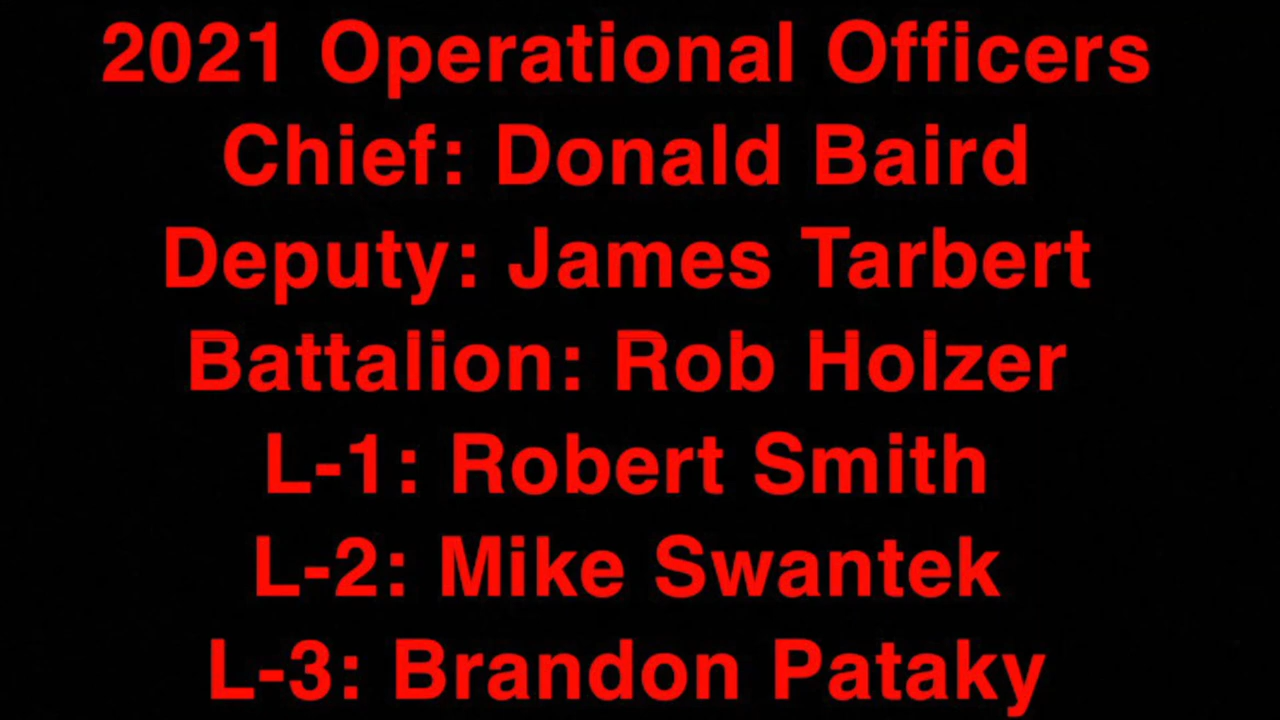 2021 Operational Officers
Chief: Donald Baird
Deputy: James Tarbert
Battalion: Rob Holzer
L-1: Robert Smith
L-2: Mike Swantek
L-3: Brandon Pataky